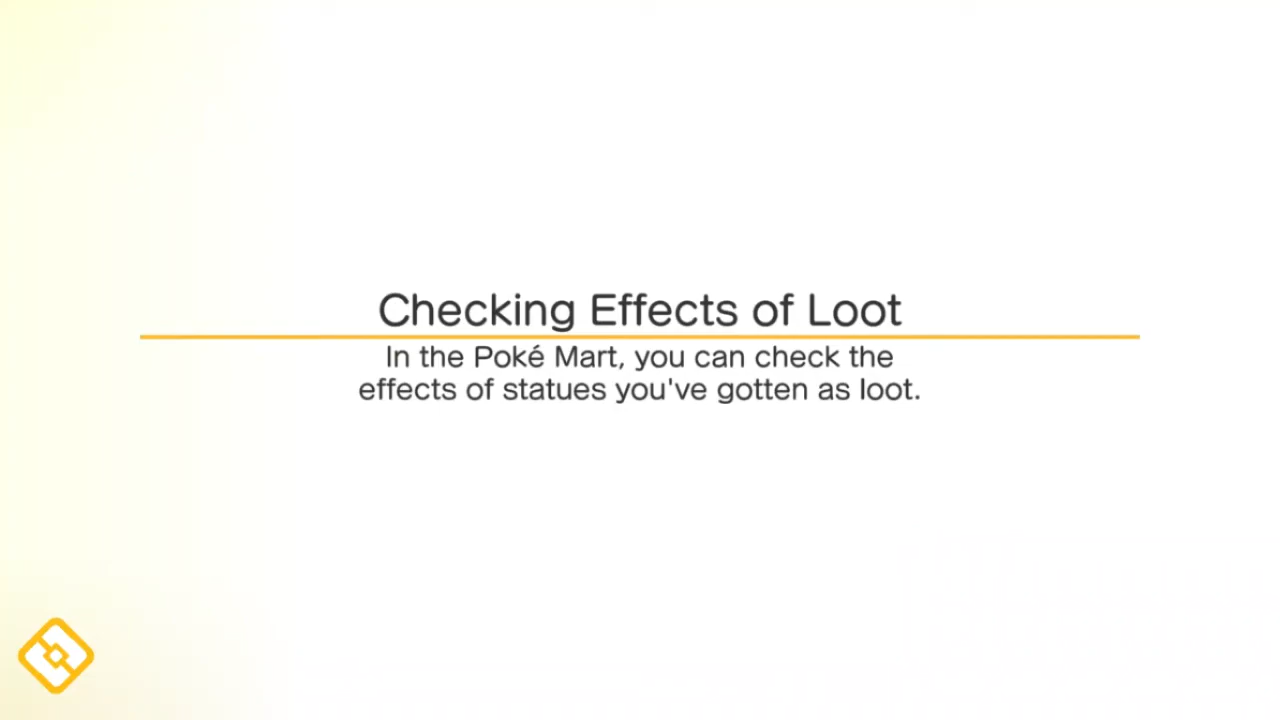 Checking Effects of Loot
In the Poké Mart, you can check the
effects of statues you've gotten as loot.